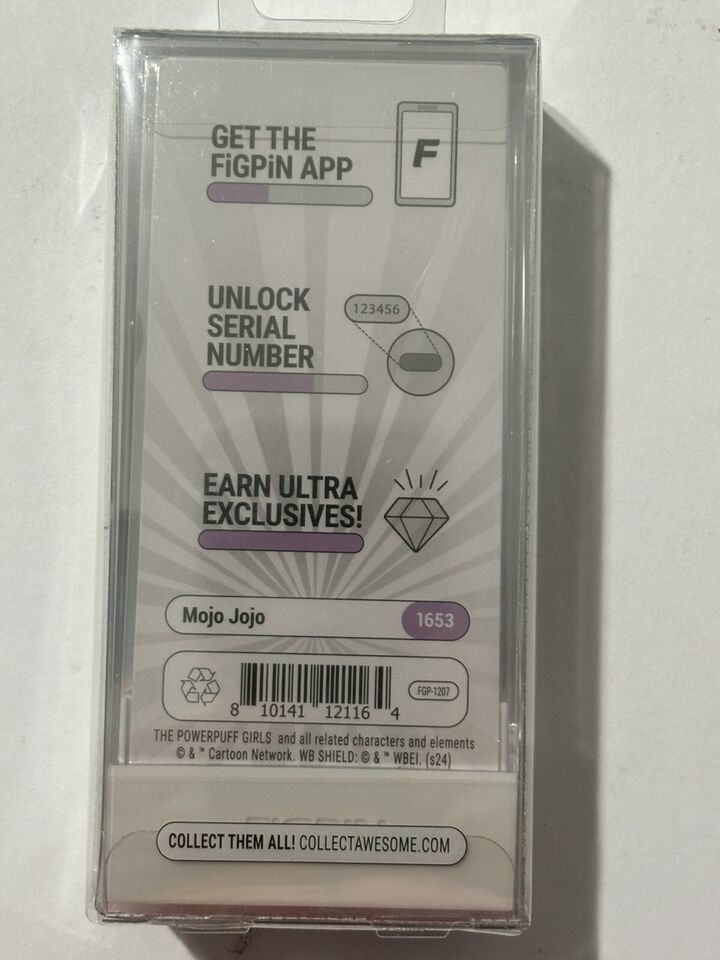 GET THE
FiGPiN APP
F
UNLOCK
SERIAL
NUMBER
123456
EARN ULTRA
EXCLUSIVES!
Mojo Jojo 1653
FGP-1207
8 10141 12116 4
THE POWERPUFF GIRLS and all related characters and elements
© & ™ Cartoon Network. WB SHIELD: © & ™ WBEI. (s24)
FiGPiN
COLLECT THEM ALL! COLLECTAWESOME.COM